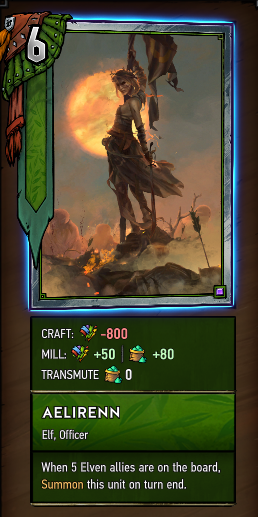 6
CRAFT: -800
MILL: +50 | +80
TRANSMUTE 0
AELIRENN
Elf, Officer
When 5 Elven allies are on the board,
Summon this unit on turn end.